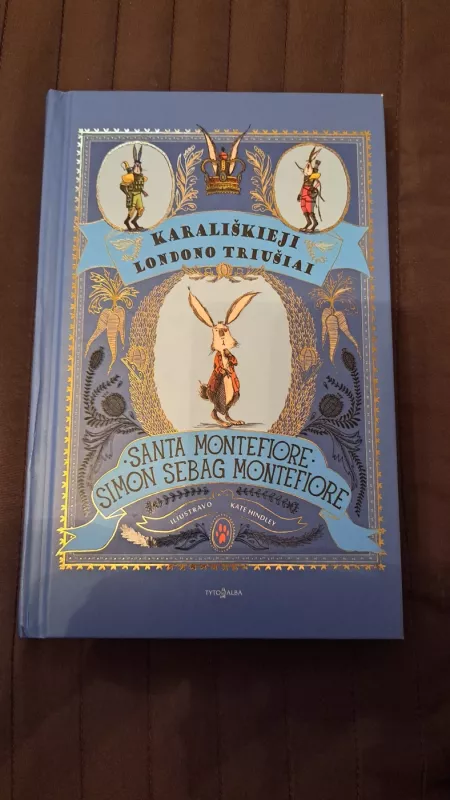 KARALIŠKIEJI
LONDONO TRIUŠIAI
·SANTA MONTEFIORE·
SIMON SEBAG MONTEFIORE
ILIUSTRAVO KATE HINDLEY
TYTO ALBA